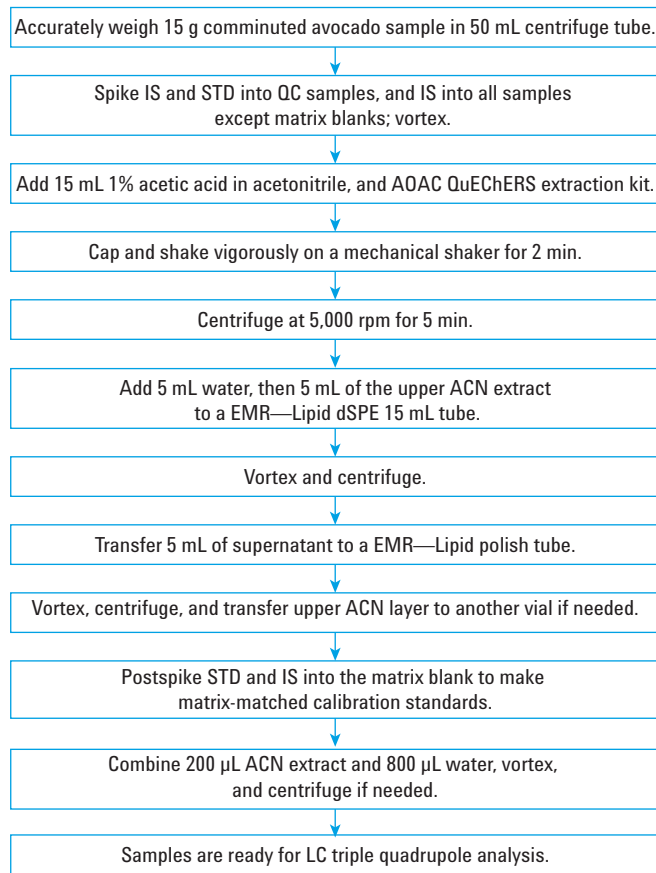 Accurately weigh 15 g comminuted avocado sample in 50 mL centrifuge tube.
Spike IS and STD into QC samples, and IS into all samples
except matrix blanks; vortex.
Add 15 mL 1% acetic acid in acetonitrile, and AOAC QuEChERS extraction kit.
Cap and shake vigorously on a mechanical shaker for 2 min.
Centrifuge at 5,000 rpm for 5 min.
Add 5 mL water, then 5 mL of the upper ACN extract
to a EMR—Lipid dSPE 15 mL tube.
Vortex and centrifuge.
Transfer 5 mL of supernatant to a EMR—Lipid polish tube.
Vortex, centrifuge, and transfer upper ACN layer to another vial if needed.
Postspike STD and IS into the matrix blank to make
matrix-matched calibration standards.
Combine 200 µL ACN extract and 800 µL water, vortex,
and centrifuge if needed.
Samples are ready for LC triple quadrupole analysis.